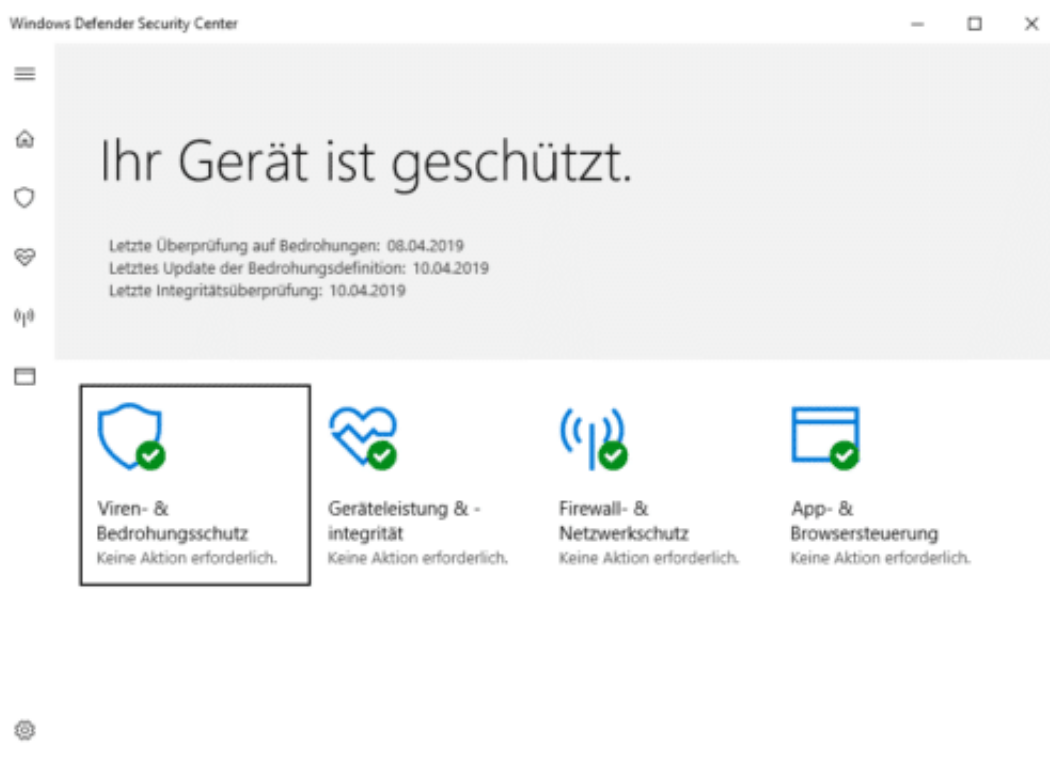 Windows Defender Security Center
Ihr Gerät ist geschützt.
Letzte Überprüfung auf Bedrohungen: 08.04.2019
Letztes Update der Bedrohungsdefinition: 10.04.2019
Letzte Integritätsüberprüfung: 10.04.2019
Viren- &
Bedrohungsschutz
Keine Aktion erforderlich.
Geräteleistung & -
integrität
Keine Aktion erforderlich.
Firewall- &
Netzwerkschutz
Keine Aktion erforderlich.
App- &
Browsersteuerung
Keine Aktion erforderlich.